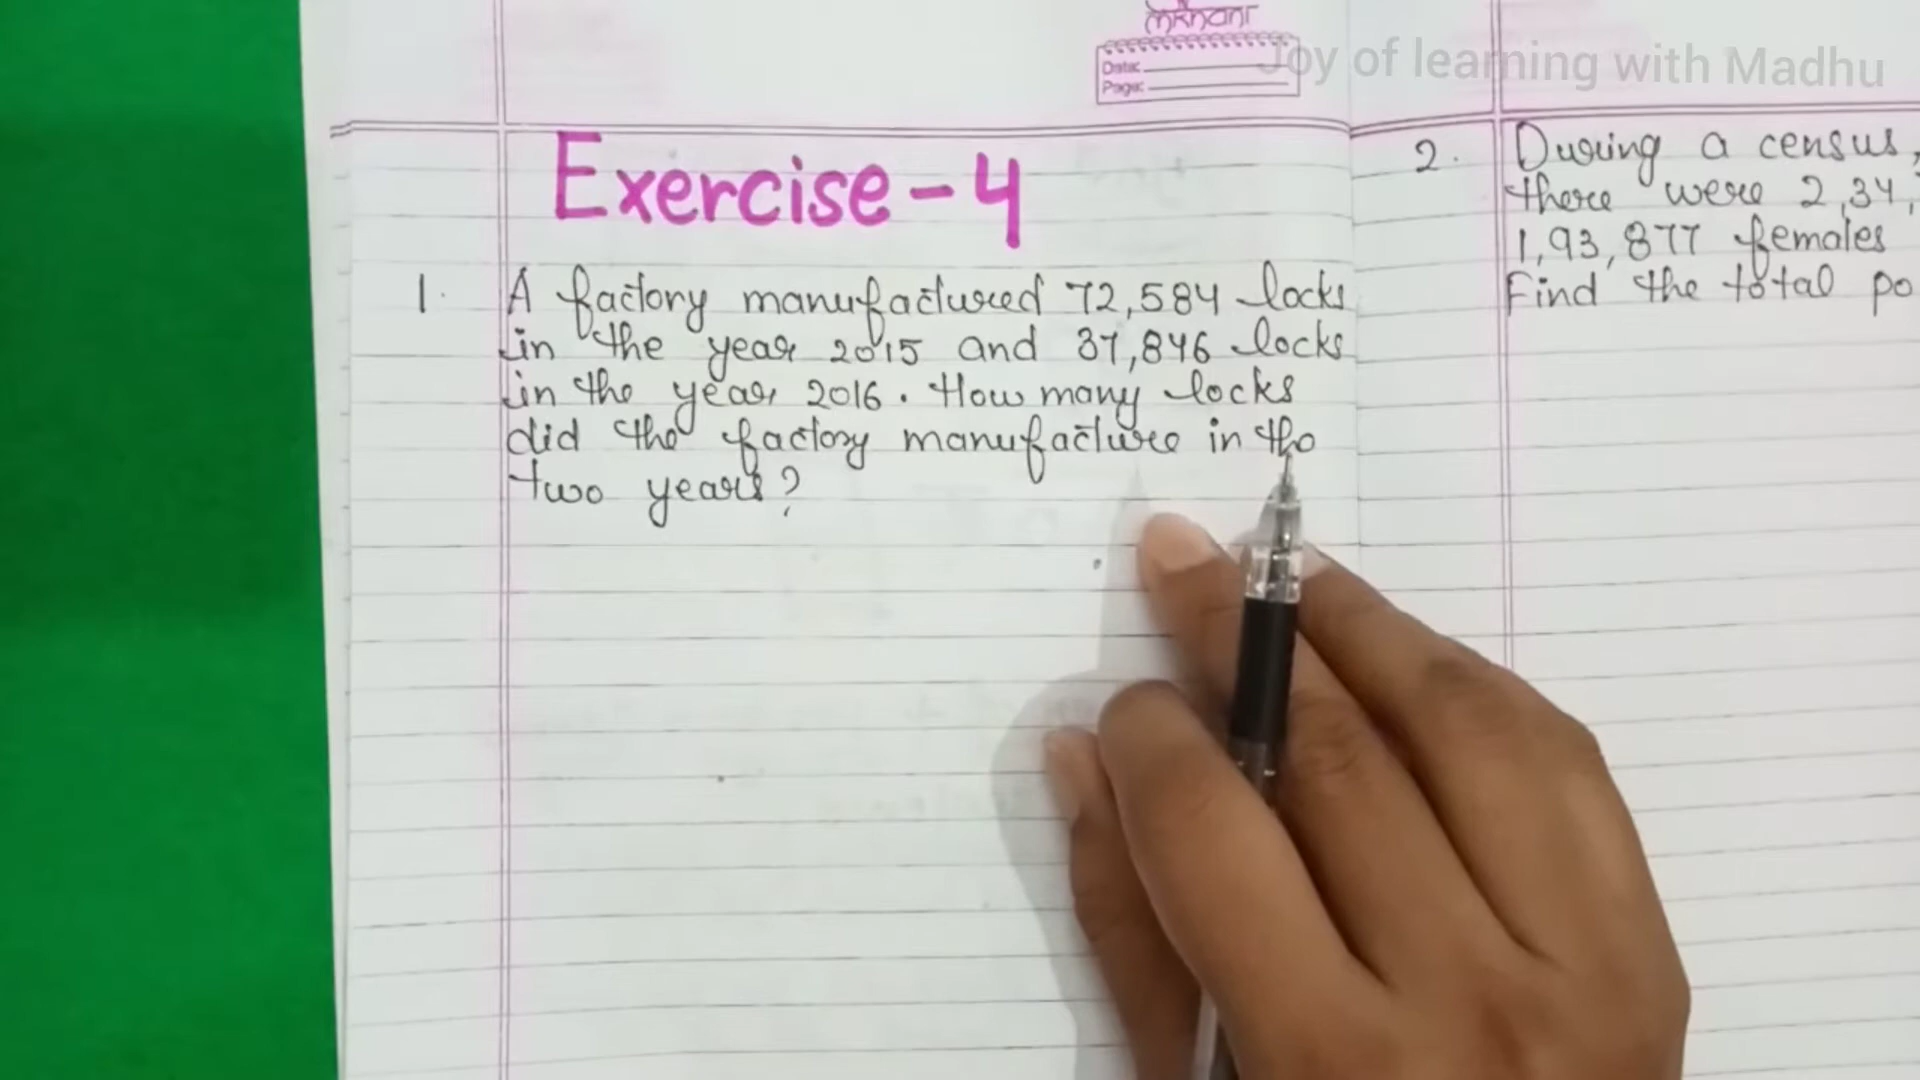 Joy of learning with Madhu
Date:
Page:
Exercise-4
1. A factory manufactured 72,584 locks
in the year 2015 and 37,846 locks
in the year 2016. How many locks
did the factory manufacture in the
two years?
2. During a census,
there were 2,34,
1,93,877 females
Find the total po